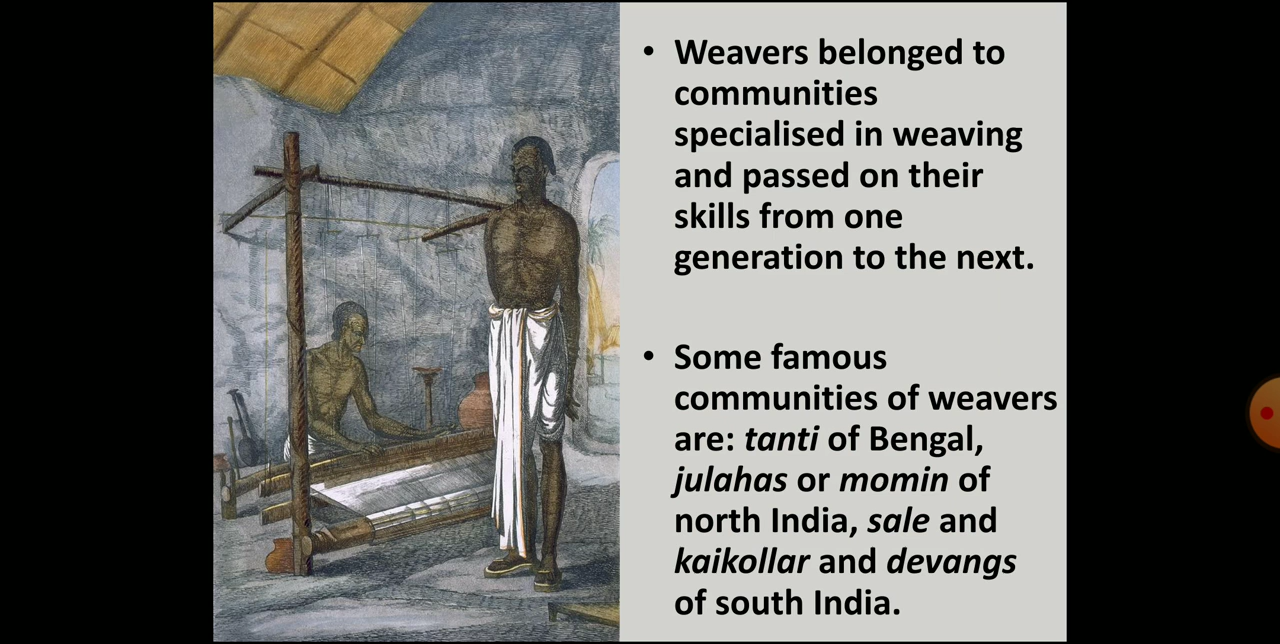 • Weavers belonged to
communities
specialised in weaving
and passed on their
skills from one
generation to the next.
• Some famous
communities of weavers
are: tanti of Bengal,
julahas or momin of
north India, sale and
kaikollar and devangs
of south India.